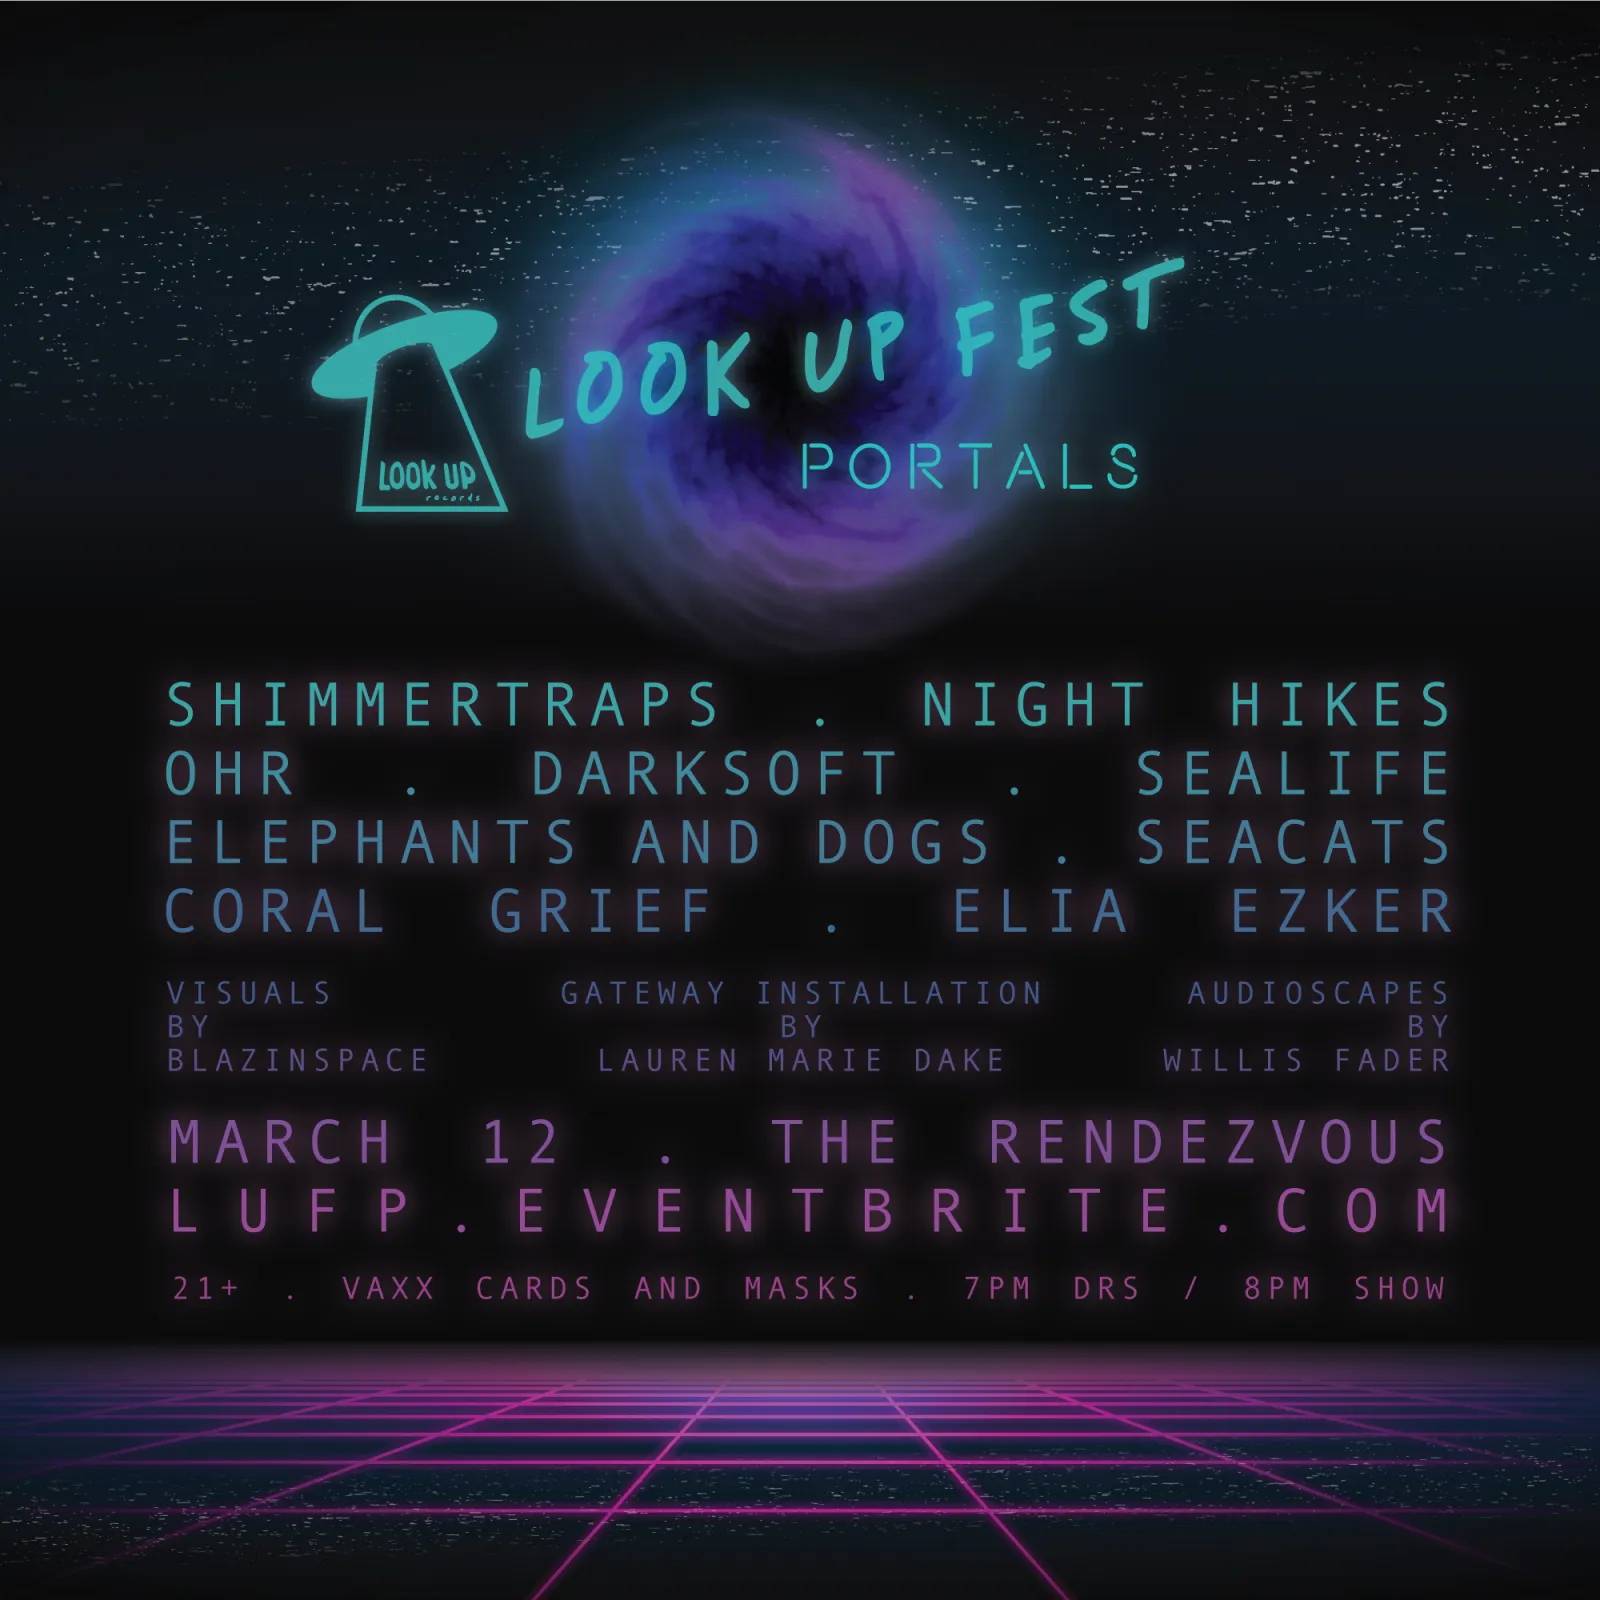 LOOK UP FEST
PORTALS
LOOK UP
records
SHIMMERTRAPS . NIGHT HIKES
OHR . DARKSOFT . SEALIFE
ELEPHANTS AND DOGS . SEACATS
CORAL GRIEF . ELIA EZKER
VISUALS
BY
BLAZINSPACE
GATEWAY INSTALLATION
BY
LAUREN MARIE DAKE
AUDIOSCAPES
BY
WILLIS FADER
MARCH 12 . THE RENDEZVOUS
LUFP.EVENTBRITE.COM
21+ . VAXX CARDS AND MASKS . 7PM DRS / 8PM SHOW